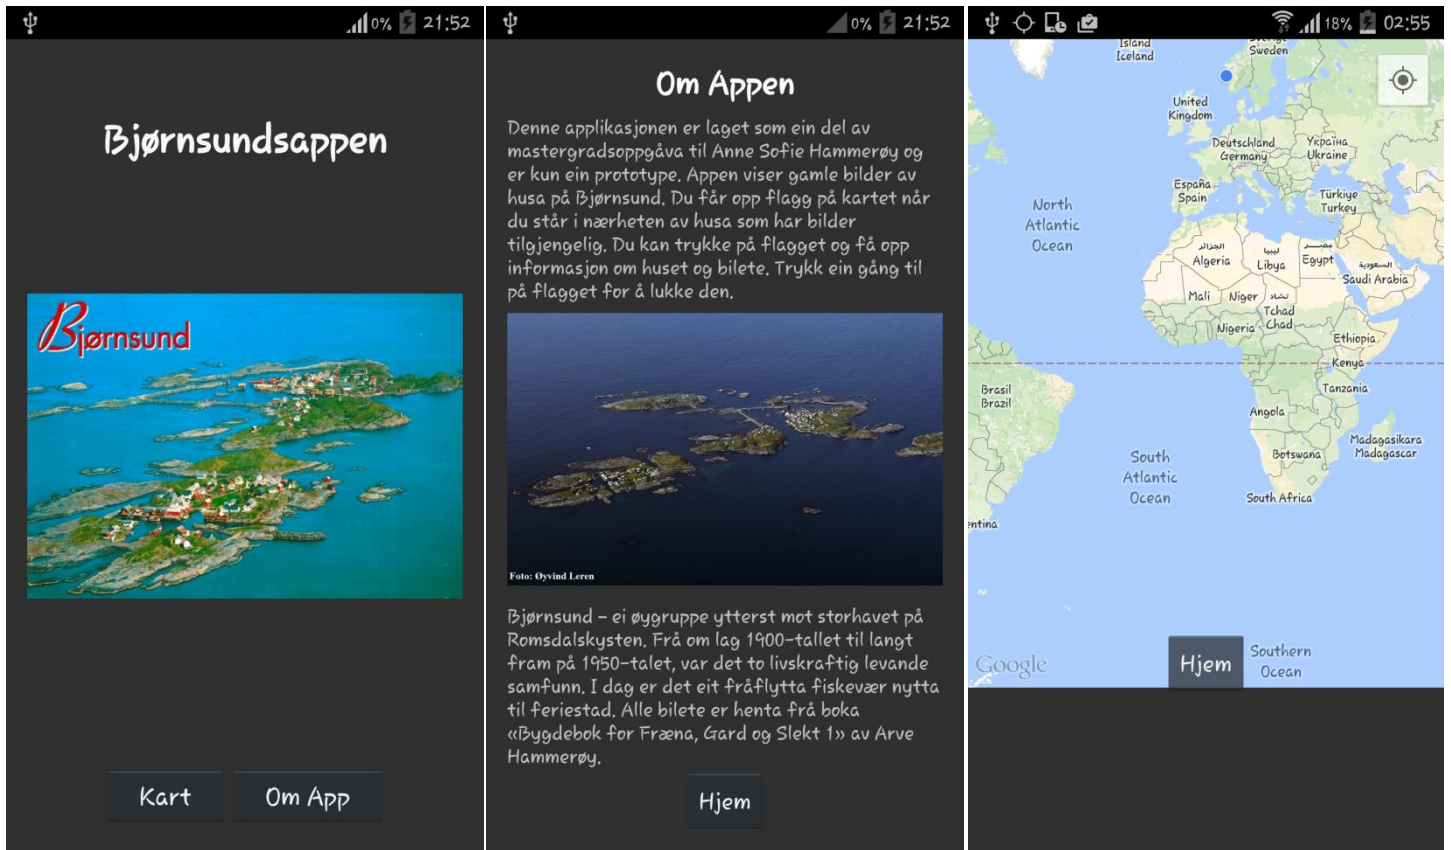 0% 21:52
Bjørnsundsappen
Bjørnsund
Kart
Om App
0% 21:52
Om Appen
Denne applikasjonen er laget som ein del av
mastergradsoppgåva til Anne Sofie Hammerøy og
er kun ein prototype. Appen viser gamle bilder av
husa på Bjørnsund. Du får opp flagg på kartet når
du står i nærheten av husa som har bilder
tilgjengelig. Du kan trykke på flagget og få opp
informasjon om huset og bilete. Trykk ein gång til
på flagget for å lukke den.
Foto: Øyvind Leren
Bjørnsund – ei øygruppe ytterst mot storhavet på
Romsdalskysten. Frå om lag 1900-tallet til langt
fram på 1950-talet, var det to livskraftig levande
samfunn. I dag er det eit fråflytta fiskevær nytta
til feriestad. Alle bilete er henta frå boka
«Bygdebok for Fræna, Gard og Slekt 1» av Arve
Hammerøy.
Hjem
18% 02:55
Ísland
Iceland
Sweden
United
Kingdom
Deutschland
Germany
Україна
Ukraine
España
Spain
Türkiye
Turkey
North
Atlantic
Ocean
الجزائر
Algeria
ليبيا
Libya
مصر
Egypt
السعودية
Saudi Arabia
Mali
Niger
تشاد
Tchad
Chad
Nigeria
Ethiopia
Kenya
Brasil
Brazil
Tanzania
Angola
Madagasikara
Madagascar
Botswana
South
Atlantic
Ocean
South Africa
entina
Google
Hjem
Southern
Ocean